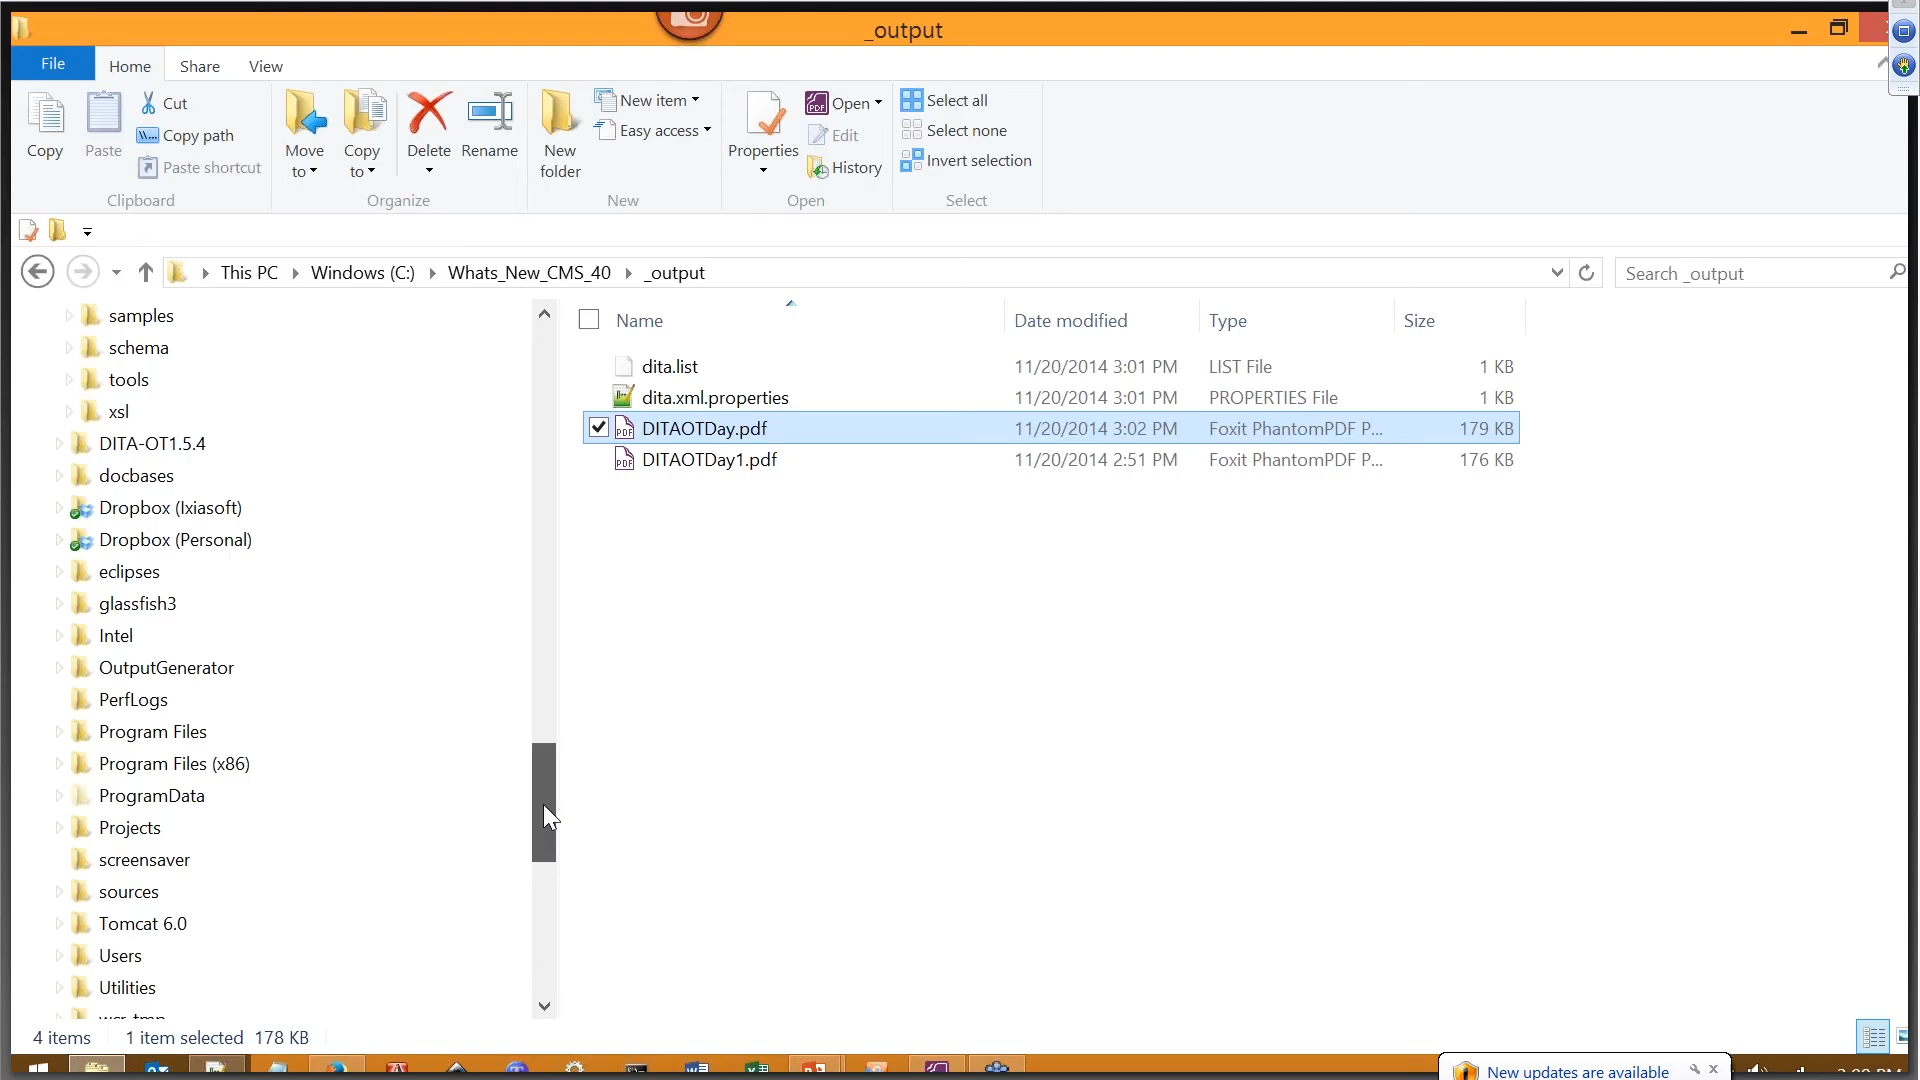 _output
File Home Share View
Copy
Paste
Cut
Copy path
Paste shortcut
Clipboard
Move to
Copy to
Delete
Rename
Organize
New folder
New item
Easy access
New
Properties
Open
Edit
History
Open
Select all
Select none
Invert selection
Select
This PC Windows (C:) Whats_New_CMS_40 _output
Search _output
samples
schema
tools
xsl
DITA-OT1.5.4
docbases
Dropbox (Ixiasoft)
Dropbox (Personal)
eclipses
glassfish3
Intel
OutputGenerator
PerfLogs
Program Files
Program Files (x86)
ProgramData
Projects
screensaver
sources
Tomcat 6.0
Users
Utilities
Name Date modified Type Size
dita.list 11/20/2014 3:01 PM LIST File 1 KB
dita.xml.properties 11/20/2014 3:01 PM PROPERTIES File 1 KB
DITAOTDay.pdf 11/20/2014 3:02 PM Foxit PhantomPDF P... 179 KB
DITAOTDay1.pdf 11/20/2014 2:51 PM Foxit PhantomPDF P... 176 KB
4 items 1 item selected 178 KB
New updates are available